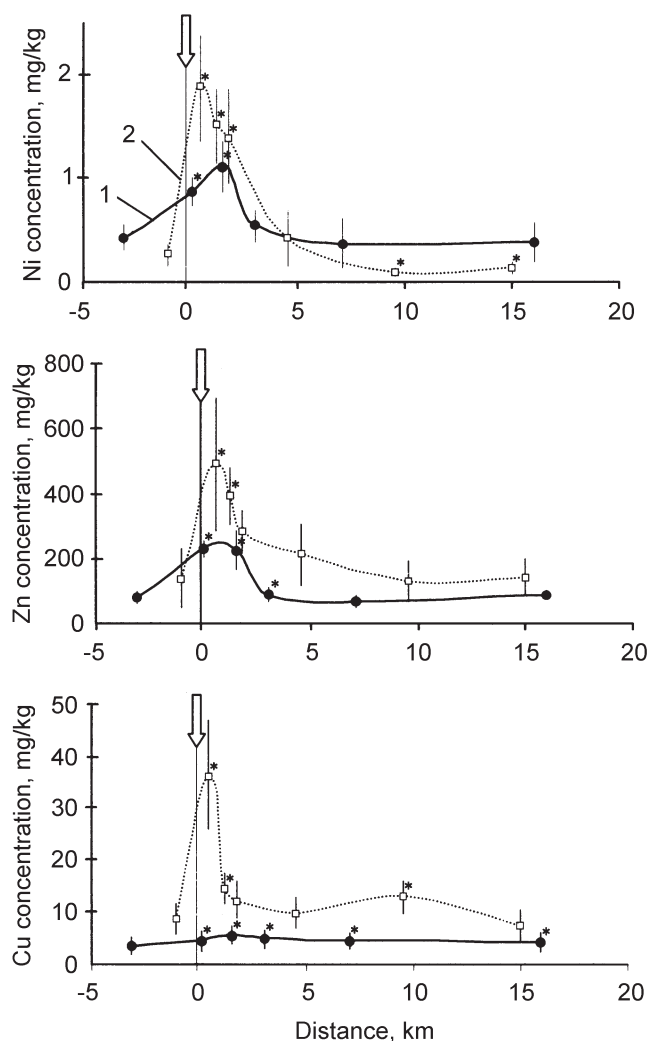 Ni concentration, mg/kg
2
1
0
2
1
* * * * * * *
-5 0 5 10 15 20
Zn concentration, mg/kg
800
600
400
200
0
* * * * *
-5 0 5 10 15 20
Cu concentration, mg/kg
50
40
30
20
10
0
* * * * * * * *
-5 0 5 10 15 20
Distance, km